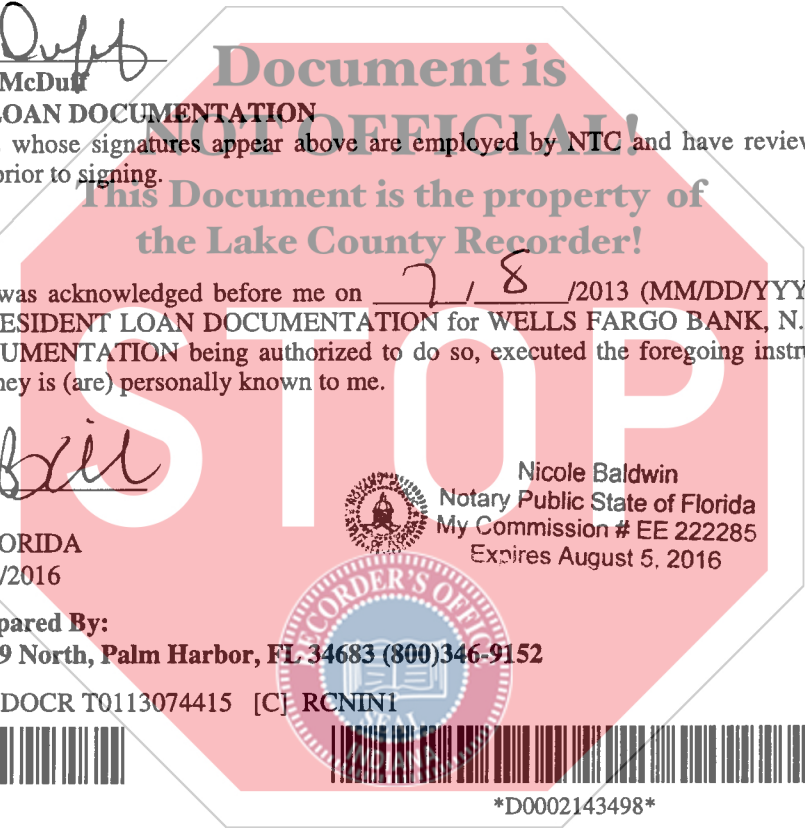 McDuff
LOAN DOCUMENTATION
whose signatures appear above are employed by NTC and have review
prior to signing.
Document is
NOT OFFICIAL!
This Document is the property of
the Lake County Recorder!
was acknowledged before me on 7/8/2013 (MM/DD/YYY
ESIDENT LOAN DOCUMENTATION for WELLS FARGO BANK, N.
UMENTATION being authorized to do so, executed the foregoing instru
ney is (are) personally known to me.
STOP
Nicole Baldwin
Notary Public State of Florida
My Commission # EE 222285
Expires August 5, 2016
ORIDA
/2016
RECORDER'S OFFICE
SEAL
INDIANA
pared By:
9 North, Palm Harbor, FL 34683 (800)346-9152
DOCR T0113074415 [C] RCNIN1
*D0002143498*